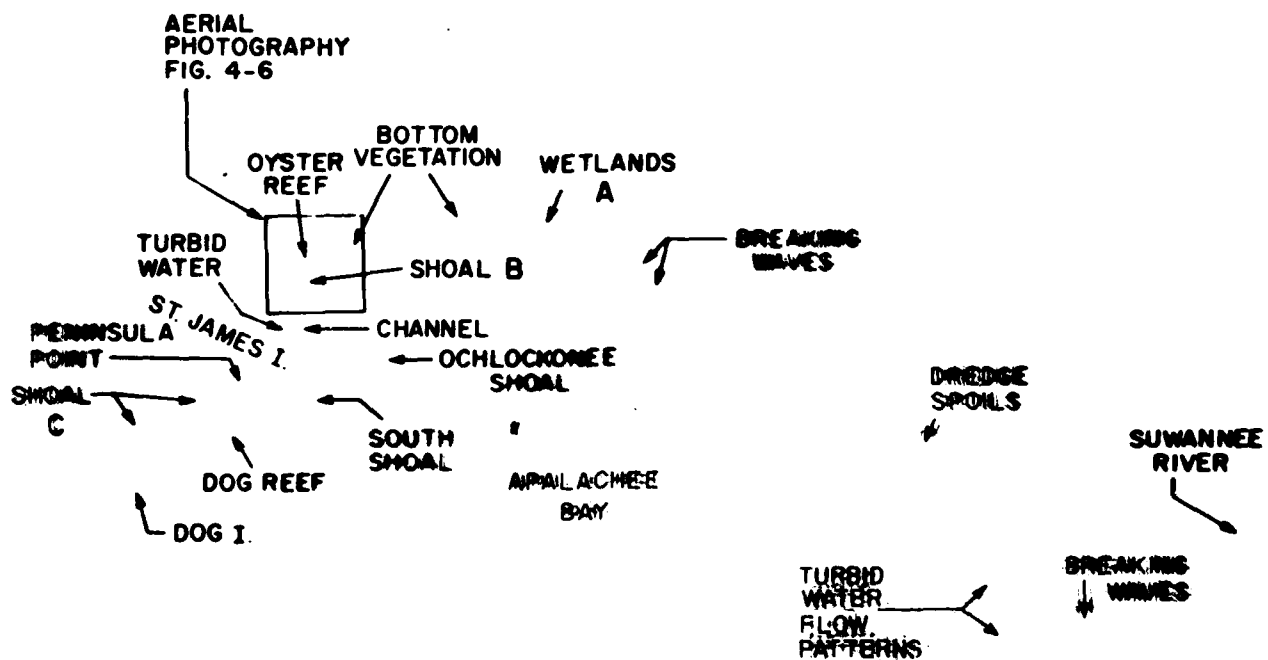 AERIAL
PHOTOGRAPHY
FIG. 4-6
BOTTOM
VEGETATION
OYSTER
REEF
WETLANDS
A
TURBID
WATER
SHOAL B
BREAKING
WAVES
ST. JAMES I.
PENINSULA
POINT
CHANNEL
OCHLOCKONEE
SHOAL
SHOAL
C
DREDGE
SPOILS
SOUTH
SHOAL
SUWANNEE
RIVER
DOG REEF
APALACHEE
BAY
DOG I.
BREAKING
WAVES
TURBID
WATER
FLOW
PATTERNS